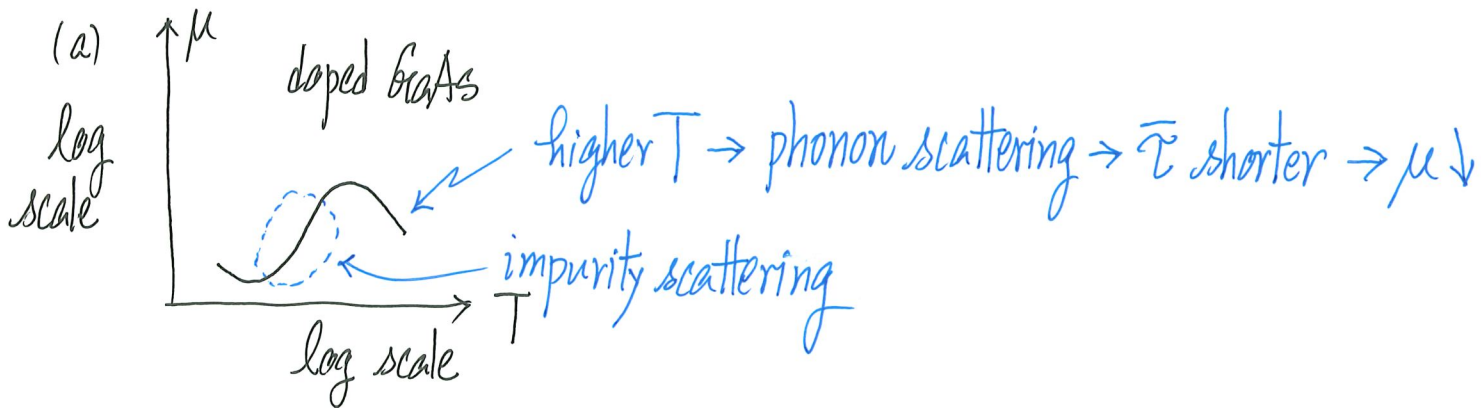 (a)
μ
doped GaAs
log
scale
higher T → phonon scattering → τ̄ shorter → μ ↓
impurity scattering
T
log scale